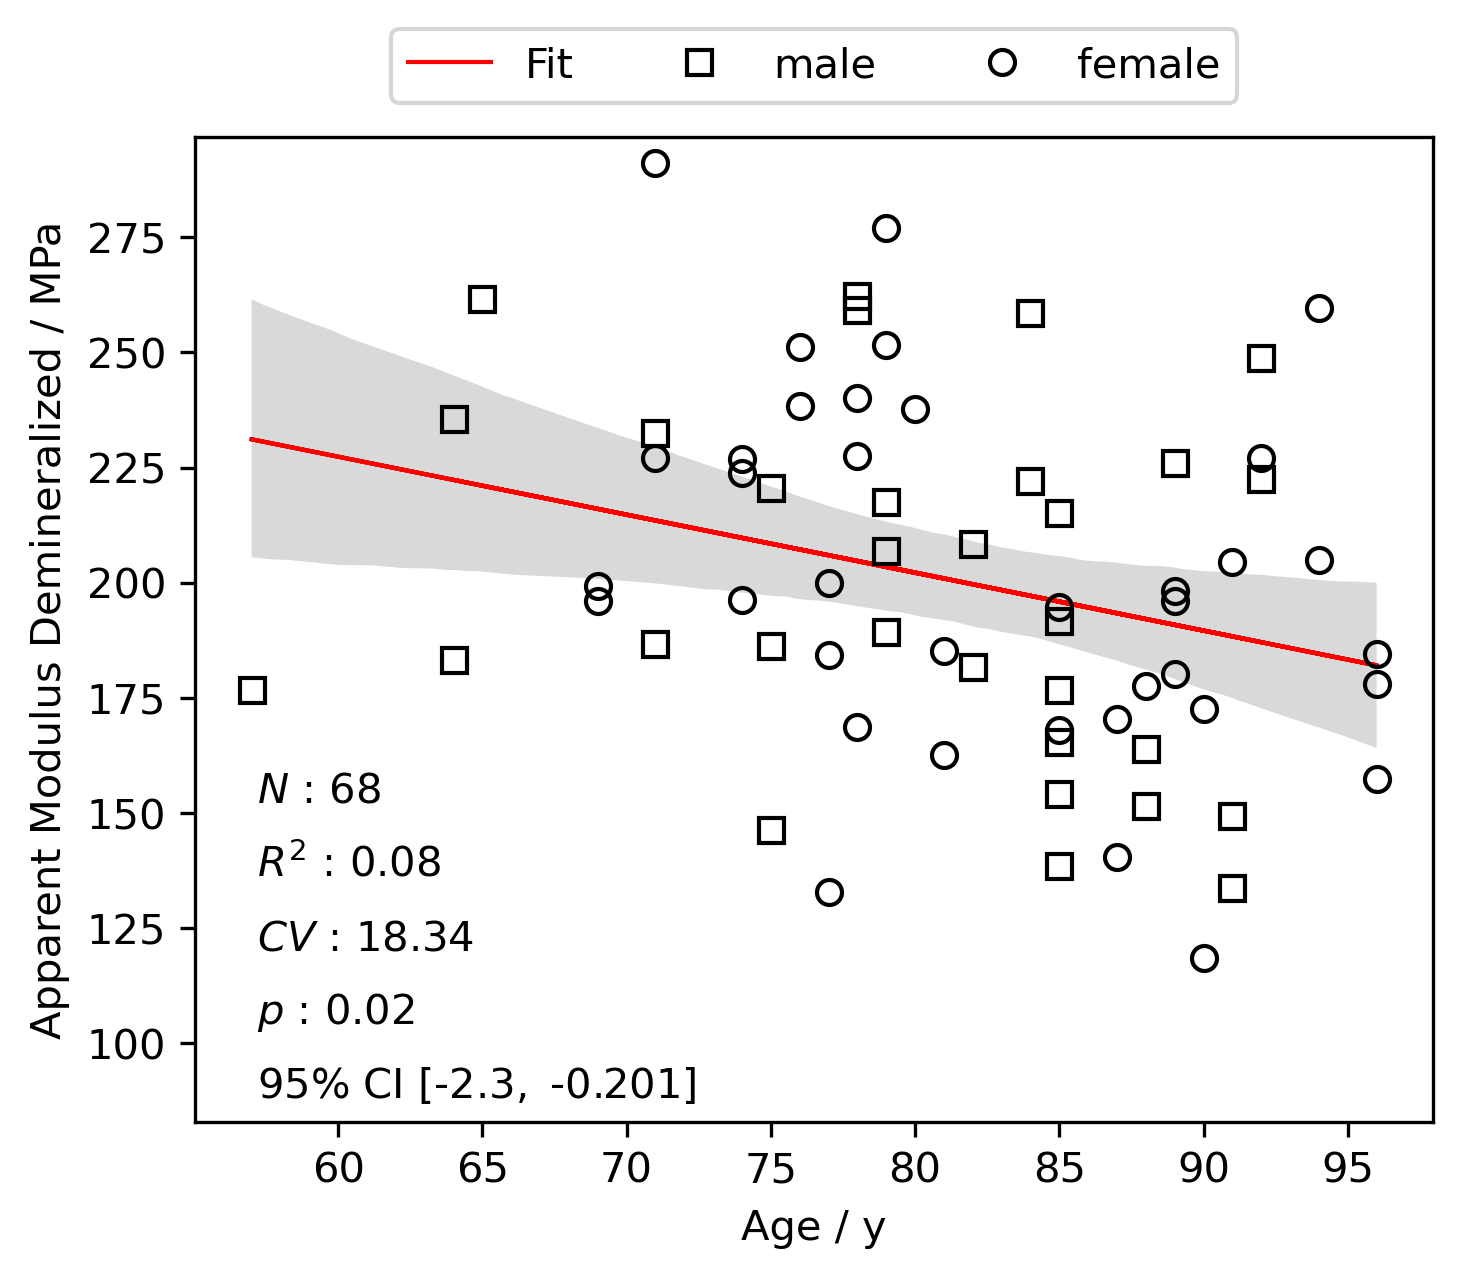 Fit male female
Apparent Modulus Demineralized / MPa
275
250
225
200
175
150
125
100
N : 68
R² : 0.08
CV : 18.34
p : 0.02
95% CI [-2.3, -0.201]
60 65 70 75 80 85 90 95
Age / y